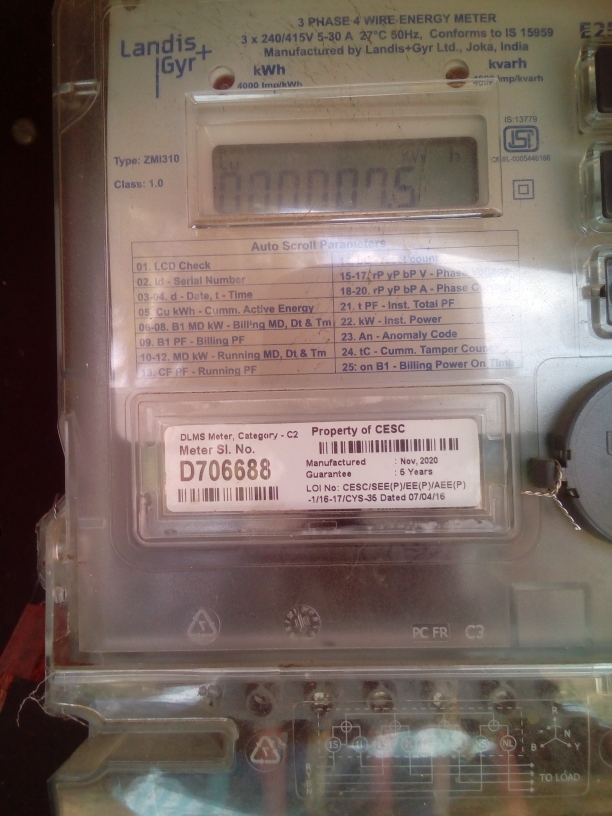 3 PHASE 4 WIRE ENERGY METER
3 x 240/415V 5-30 A 27°C 50Hz, Conforms to IS 15959
Manufactured by Landis+Gyr Ltd., Joka, India
Landis+
Gyr
kWh
4000 Imp/kWh
kvarh
Imp/kvarh
IS:13779
Type: ZMI310
Class: 1.0
Auto Scroll Parameters
01. LCD Check
02. Id - Serial Number
03-04. d - Date, t - Time
05. Cu kWh - Cumm. Active Energy
06-08. B1 MD kW - Billing MD, Dt & Tm
09. B1 PF - Billing PF
10-12. MD kW - Running MD, Dt & Tm
CF PF - Running PF
count
15-17. rP yP bP V -
18-20. rP yP bP A -
21. t PF - Inst. Total PF
22. kW - Inst. Power
23. An - Anomaly Code
24. tC - Cumm. Tamper
25: on B1 - Billing Power On
DLMS Meter, Category - C2
Meter Sl. No.
D706688
Property of CESC
Manufactured : Nov, 2020
Guarantee : 5 Years
LOI No: CESC/SEE(P)/EE(P)/AEE(P)
-1/16-17/CYS-36 Dated 07/04/16
PC FR C3
R
N
B Y
NL
TO LOAD